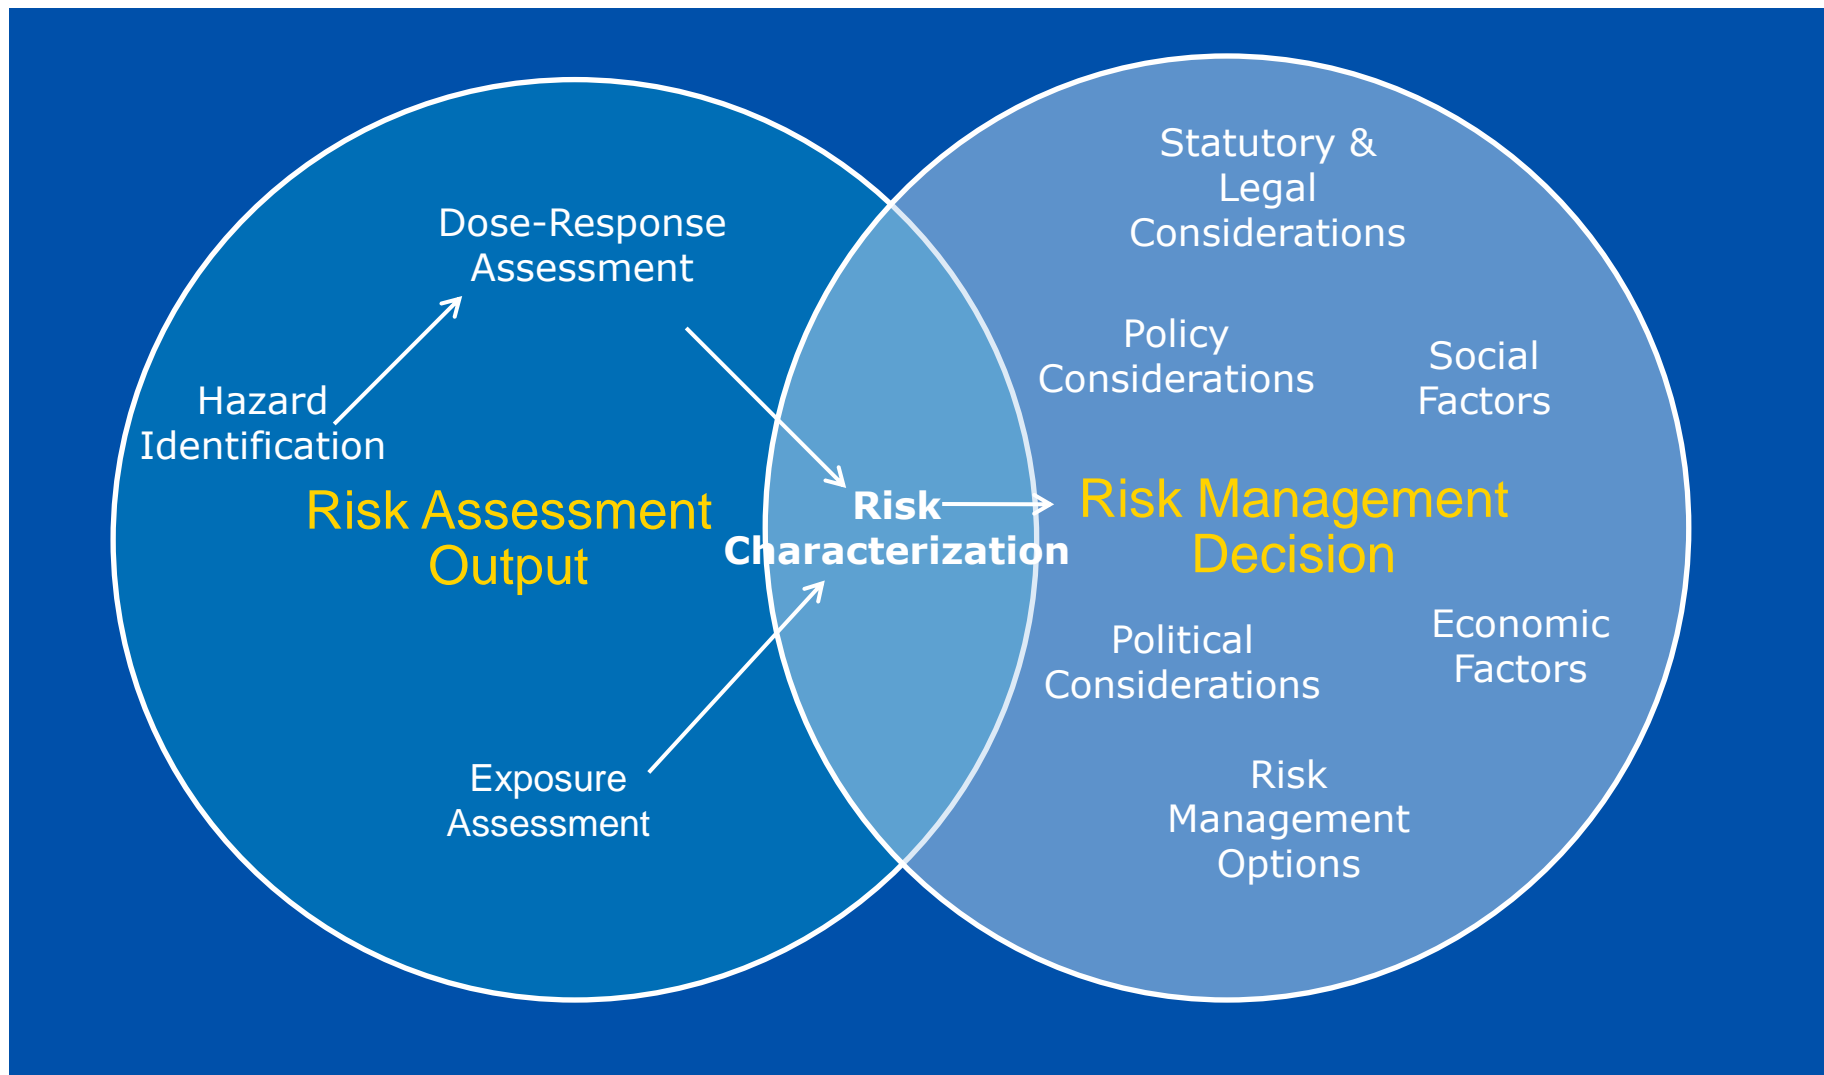 Dose-Response
Assessment
Hazard
Identification
Risk Assessment
Output
Exposure
Assessment
Risk
Characterization
Statutory &
Legal
Considerations
Policy
Considerations
Social
Factors
Risk Management
Decision
Political
Considerations
Economic
Factors
Risk
Management
Options